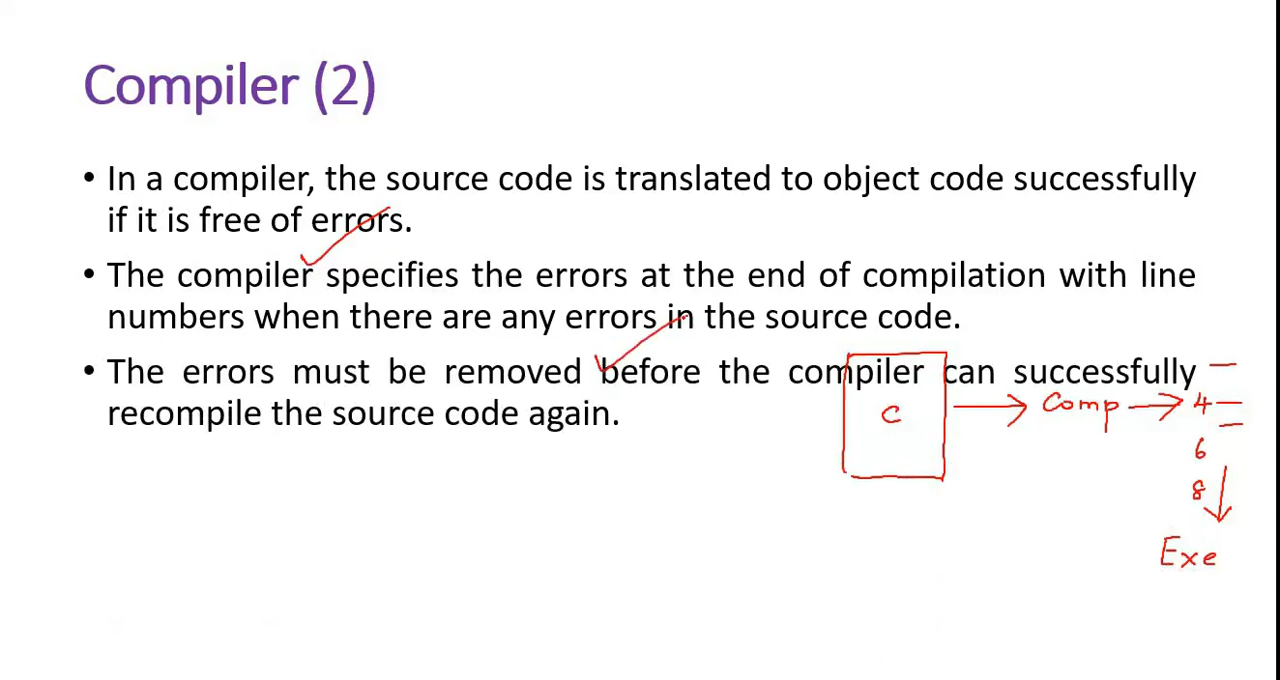 Compiler (2)
• In a compiler, the source code is translated to object code successfully
if it is free of errors.
• The compiler specifies the errors at the end of compilation with line
numbers when there are any errors in the source code.
• The errors must be removed before the compiler can successfully
recompile the source code again.
C → Comp → 4
6
8
Exe